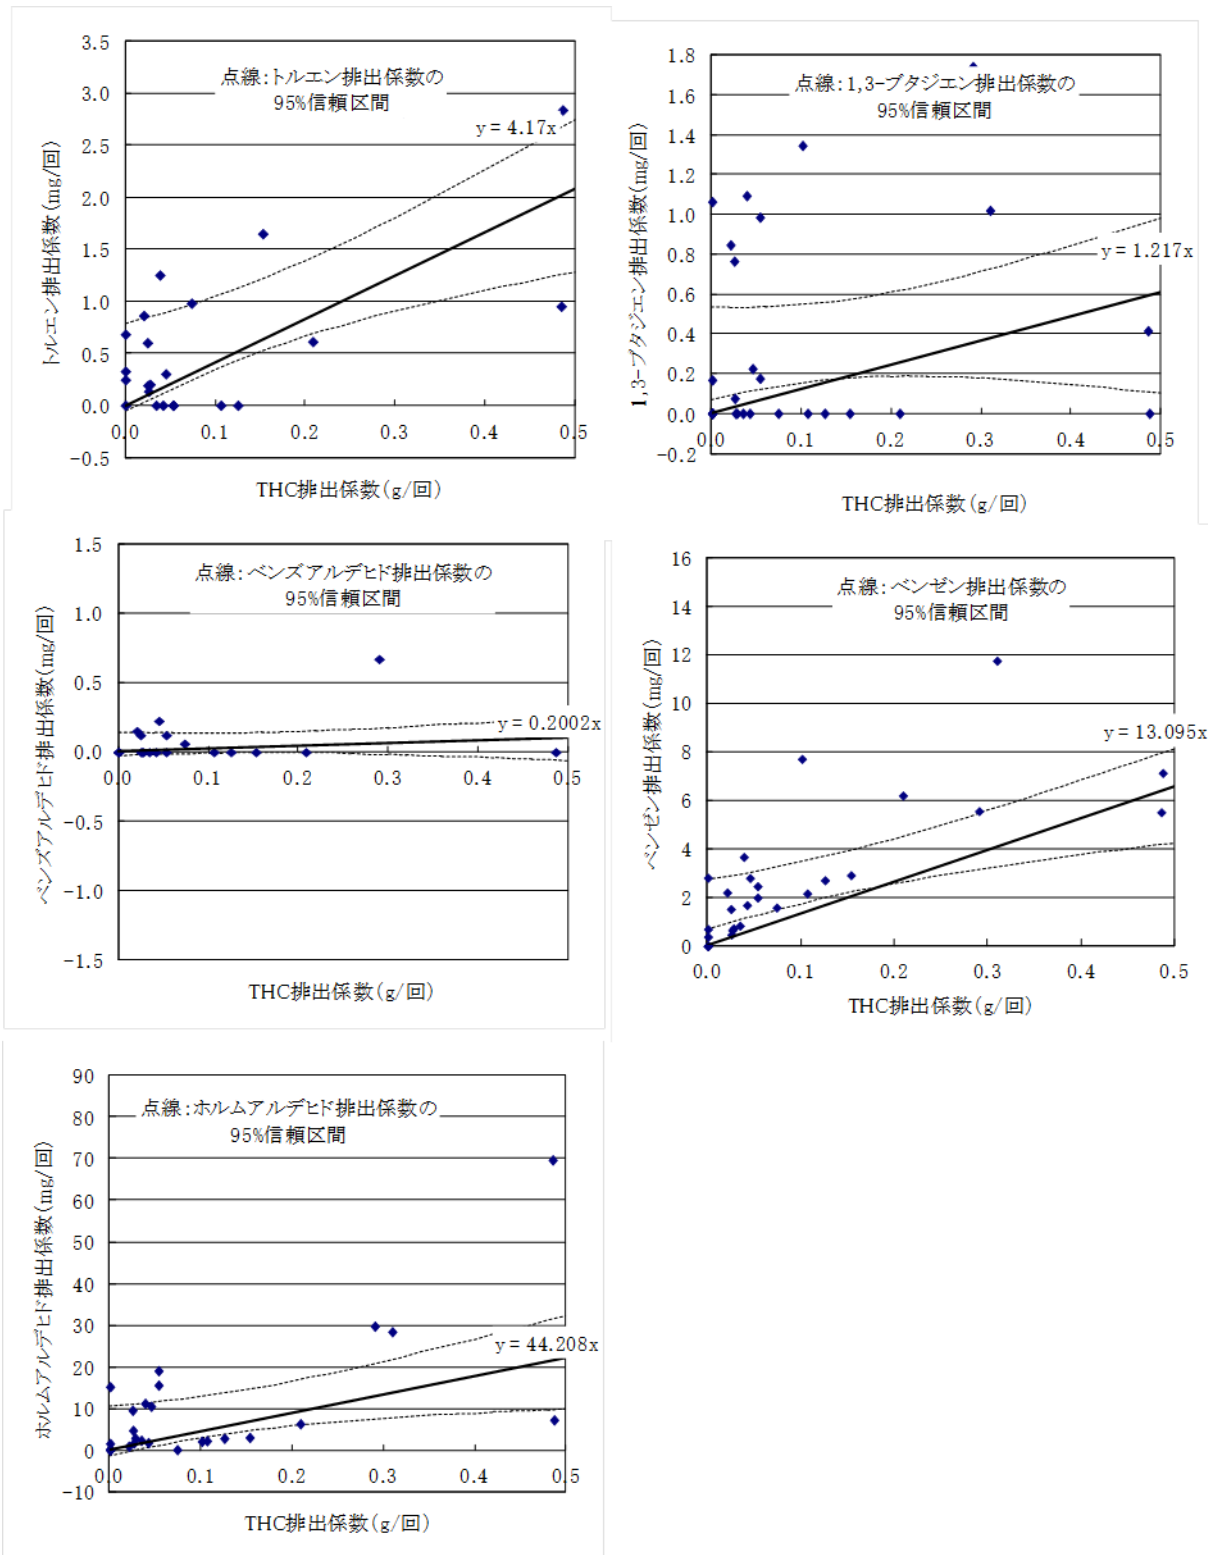 3.5
3.0
2.5
2.0
1.5
1.0
0.5
0.0
-0.5
点線:トルエン排出係数の
95%信頼区間
y = 4.17x
トルエン排出係数(mg/回)
0.0 0.1 0.2 0.3 0.4 0.5
THC排出係数(g/回)
1.8
1.6
1.4
1.2
1.0
0.8
0.6
0.4
0.2
0.0
-0.2
点線:1,3-ブタジエン排出係数の
95%信頼区間
y = 1.217x
1,3-ブタジエン排出係数(mg/回)
0.0 0.1 0.2 0.3 0.4 0.5
THC排出係数(g/回)
1.5
1.0
0.5
0.0
-0.5
-1.0
-1.5
点線:ベンズアルデヒド排出係数の
95%信頼区間
y = 0.2002x
ベンズアルデヒド排出係数(mg/回)
0.0 0.1 0.2 0.3 0.4 0.5
THC排出係数(g/回)
16
14
12
10
8
6
4
2
0
点線:ベンゼン排出係数の
95%信頼区間
y = 13.095x
ベンゼン排出係数(mg/回)
0.0 0.1 0.2 0.3 0.4 0.5
THC排出係数(g/回)
90
80
70
60
50
40
30
20
10
0
-10
点線:ホルムアルデヒド排出係数の
95%信頼区間
y = 44.208x
ホルムアルデヒド排出係数(mg/回)
0.0 0.1 0.2 0.3 0.4 0.5
THC排出係数(g/回)